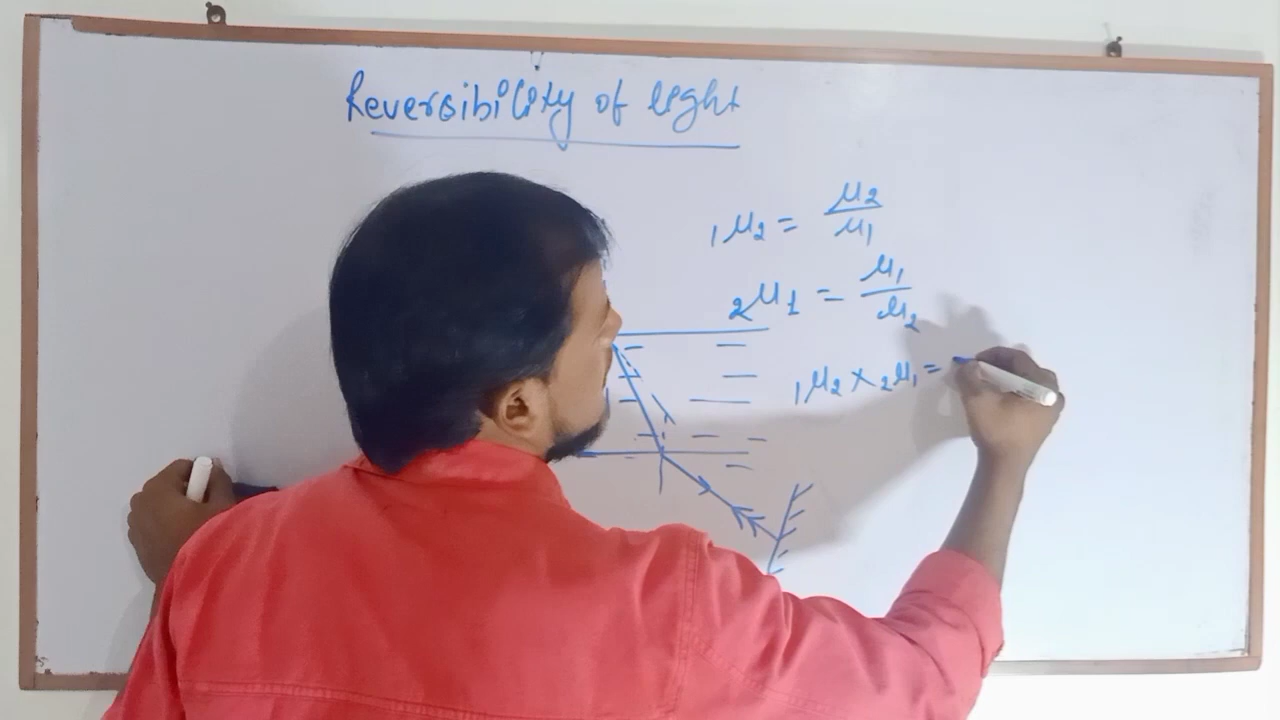 Reversibility of light
₁μ₂ = μ₂/μ₁
₂μ₁ = μ₁/μ₂
₁μ₂ × ₂μ₁ =